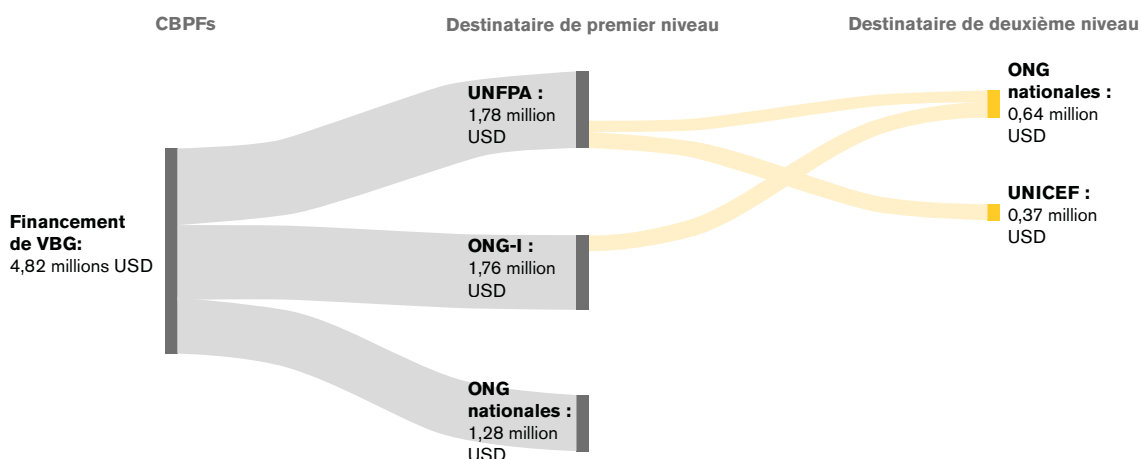 CBPFs
Destinataire de premier niveau
Destinataire de deuxième niveau
Financement
de VBG:
4,82 millions USD
UNFPA :
1,78 million
USD
ONG-I :
1,76 million
USD
ONG
nationales :
1,28 million
USD
ONG
nationales :
0,64 million
USD
UNICEF :
0,37 million
USD